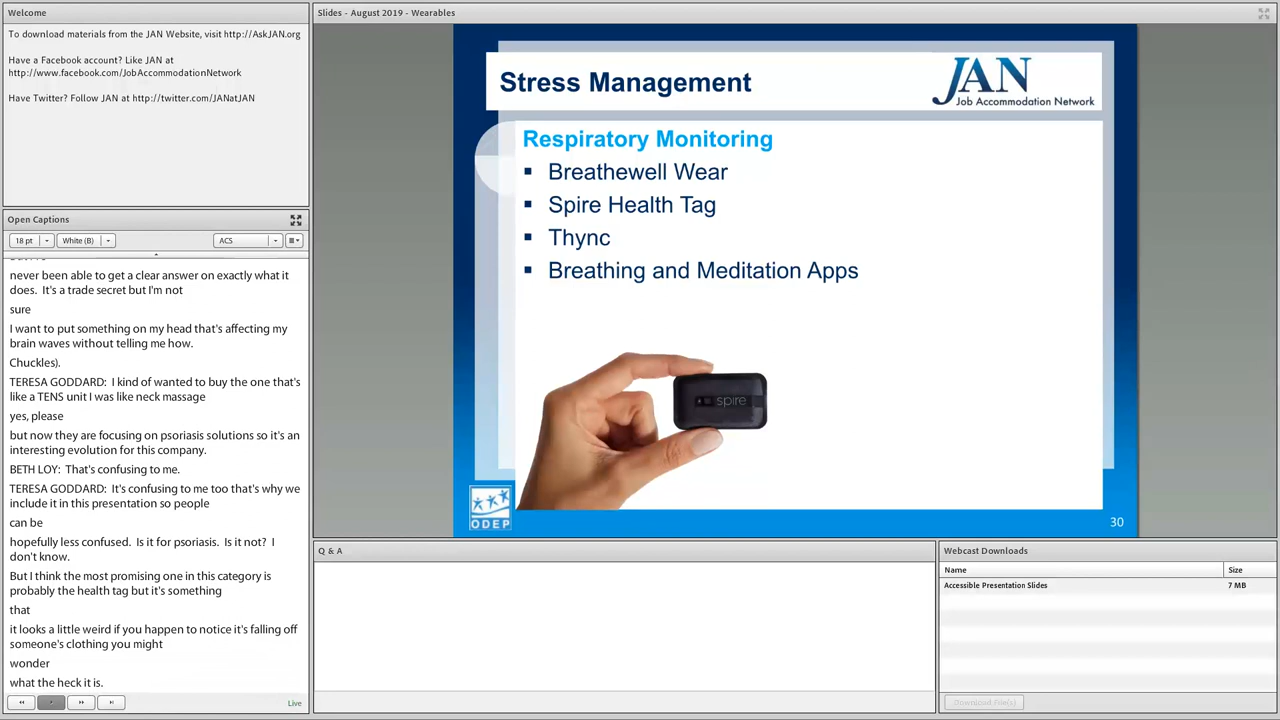 Welcome
To download materials from the JAN Website, visit http://AskJAN.org
Have a Facebook account? Like JAN at
http://www.facebook.com/JobAccommodationNetwork
Have Twitter? Follow JAN at http://twitter.com/JANatJAN
Open Captions
18 pt
White (B)
ACS
never been able to get a clear answer on exactly what it
does.  It's a trade secret but I'm not
sure
I want to put something on my head that's affecting my
brain waves without telling me how.
Chuckles).
TERESA GODDARD:  I kind of wanted to buy the one that's
like a TENS unit I was like neck massage
yes, please
but now they are focusing on psoriasis solutions so it's an
interesting evolution for this company.
BETH LOY:  That's confusing to me.
TERESA GODDARD:  It's confusing to me too that's why we
include it in this presentation so people
can be
hopefully less confused.  Is it for psoriasis.  Is it not?  I
don't know.
But I think the most promising one in this category is
probably the health tag but it's something
that
it looks a little weird if you happen to notice it's falling off
someone's clothing you might
wonder
what the heck it is.
Live
Slides - August 2019 - Wearables
Stress Management
JAN
Job Accommodation Network
Respiratory Monitoring
▪ Breathewell Wear
▪ Spire Health Tag
▪ Thync
▪ Breathing and Meditation Apps
spire
ODEP
30
Q & A
Webcast Downloads
Name Size
Accessible Presentation Slides 7 MB
Download File(s)